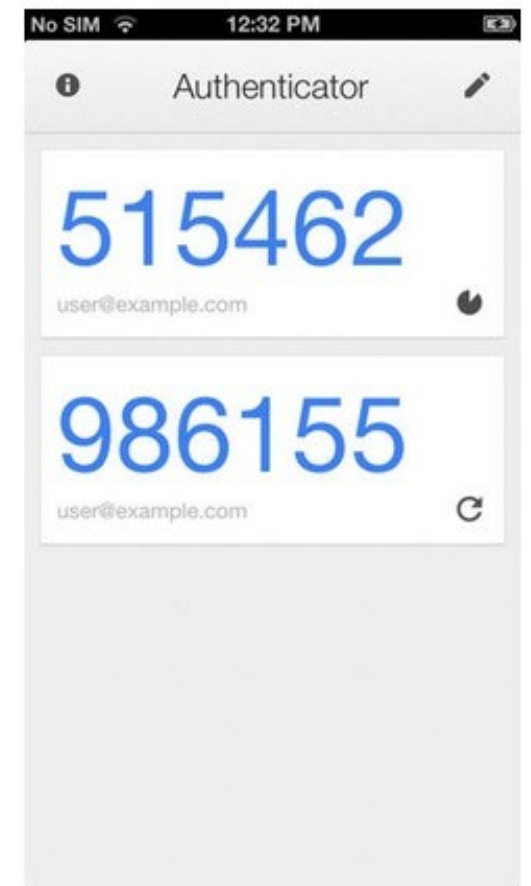 No SIM 12:32 PM
Authenticator
515462
user@example.com
986155
user@example.com